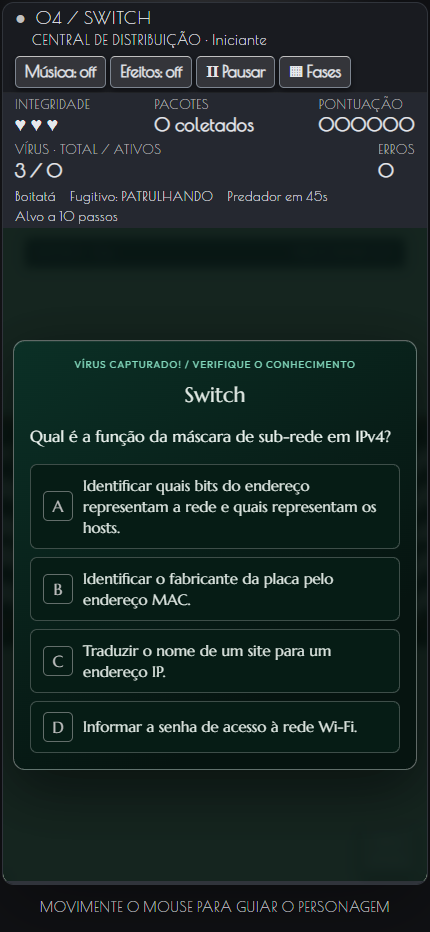 04 / SWITCH
CENTRAL DE DISTRIBUIÇÃO · Iniciante
Música: off Efeitos: off Pausar Fases
INTEGRIDADE PACOTES PONTUAÇÃO
♥ ♥ ♥ 0 coletados 000000
VÍRUS · TOTAL / ATIVOS ERROS
3 / 0 0
Boitatá Fugitivo: PATRULHANDO Predador em 45s
Alvo a 10 passos
VÍRUS CAPTURADO! / VERIFIQUE O CONHECIMENTO
Switch
Qual é a função da máscara de sub-rede em IPv4?
A Identificar quais bits do endereço
representam a rede e quais representam os
hosts.
B Identificar o fabricante da placa pelo
endereço MAC.
C Traduzir o nome de um site para um
endereço IP.
D Informar a senha de acesso à rede Wi-Fi.
MOVIMENTE O MOUSE PARA GUIAR O PERSONAGEM